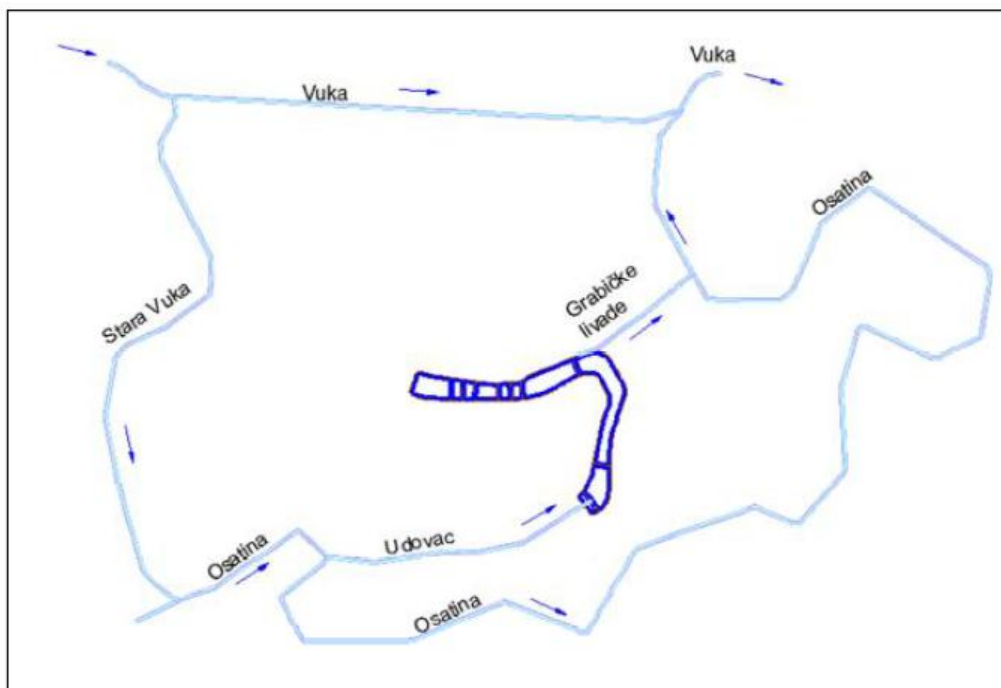 Vuka
Vuka
Osatina
Grabičke
livade
Stara Vuka
Udovac
Osatina
Osatina